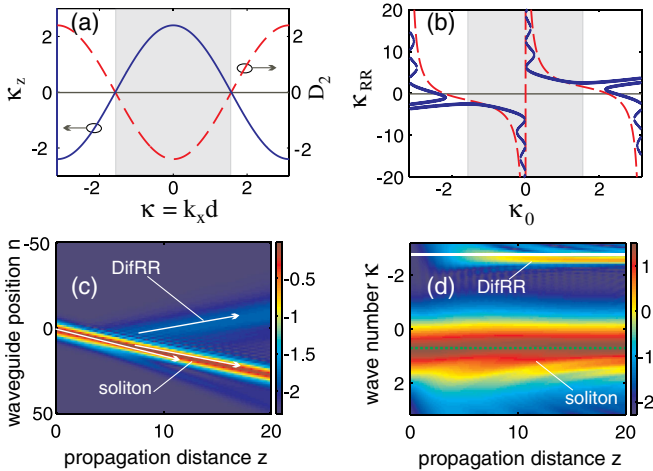 (a)
2
0
-2
κz
2
0
-2
D2
-2
0
2
κ = kxd
(b)
20
10
0
-10
-20
κRR
-2
0
2
κ0
-50
0
50
waveguide position n
(c)
DifRR
soliton
0
10
20
propagation distance z
-0.5
-1
-1.5
-2
-2
0
2
wave number κ
(d)
DifRR
soliton
0
10
20
propagation distance z
1
0
-1
-2